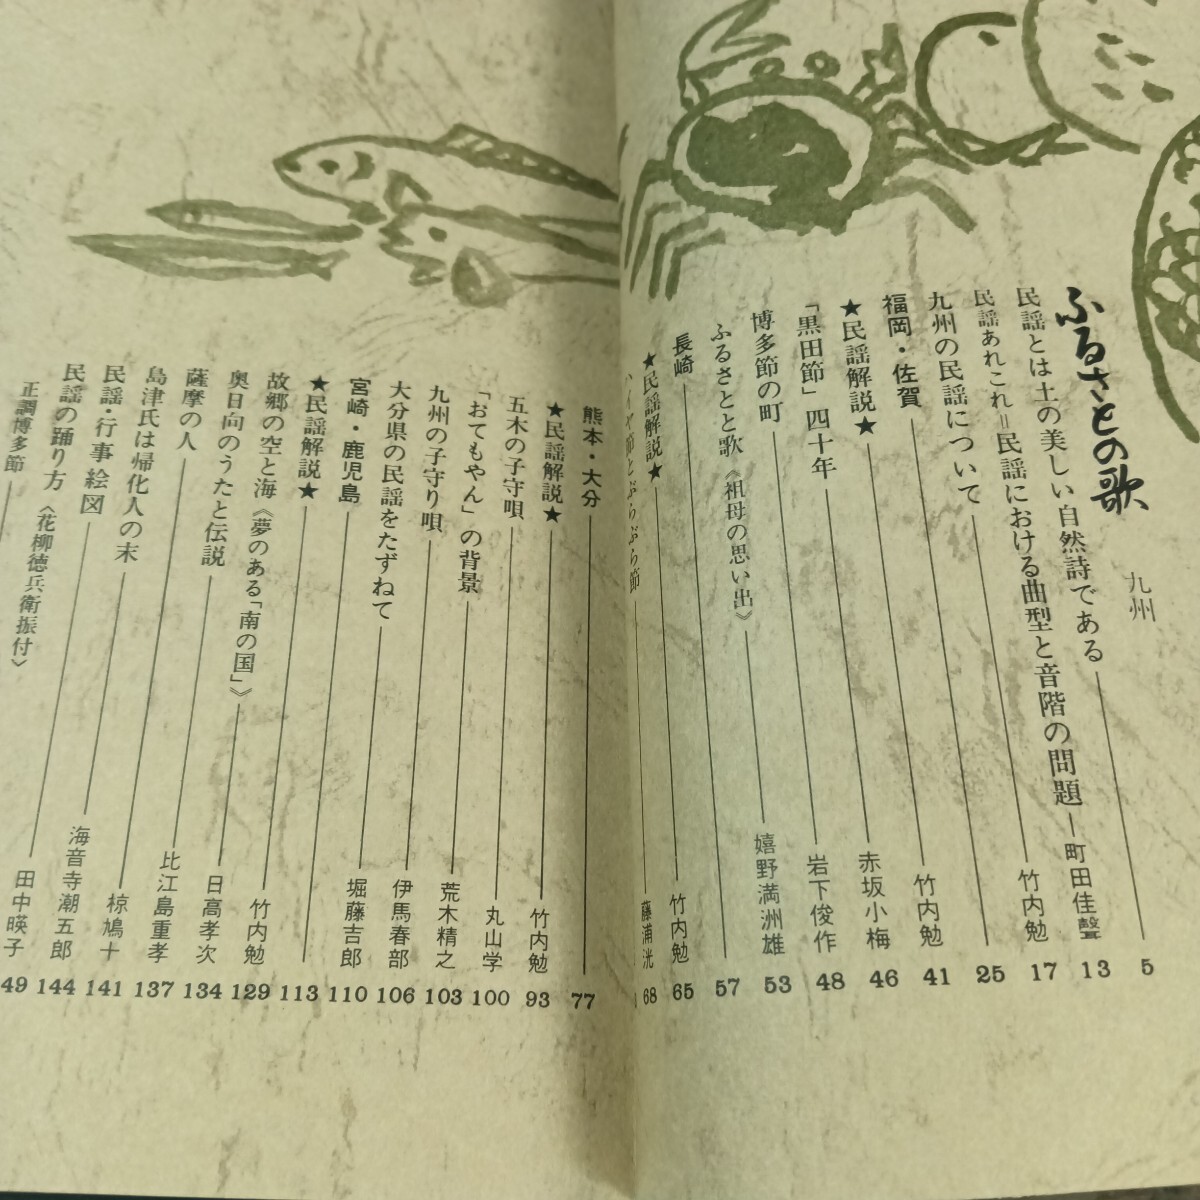 ふるさとの歌 九州
民謡とは土の美しい自然詩である 5
民謡あれこれ＝民謡における曲型と音階の問題 町田佳聲 13
九州の民謡について 竹内勉 17
福岡・佐賀 25
★民謡解説★ 竹内勉 41
「黒田節」四十年 赤坂小梅 46
博多節の町 岩下俊作 48
ふるさとと歌《祖母の思い出》 嬉野満洲雄 53
長崎 57
★民謡解説★ 竹内勉 65
ハイヤ節とぶらぶら節 藤浦洸 68
熊本・大分 77
★民謡解説★ 竹内勉 93
五木の子守唄 丸山学 100
「おてもやん」の背景 荒木精之 103
九州の子守り唄 伊馬春部 106
大分県の民謡をたずねて 堀藤吉郎 110
宮崎・鹿児島 113
★民謡解説★ 竹内勉 129
故郷の空と海《夢のある「南の国」》 日高孝次 134
奥日向のうたと伝説 比江島重孝 137
薩摩の人 椋鳩十 141
島津氏は帰化人の末 海音寺潮五郎 144
民謡・行事 絵図 田中暎子 49
民謡の踊り方〈花柳徳兵衛振付〉
正調博多節